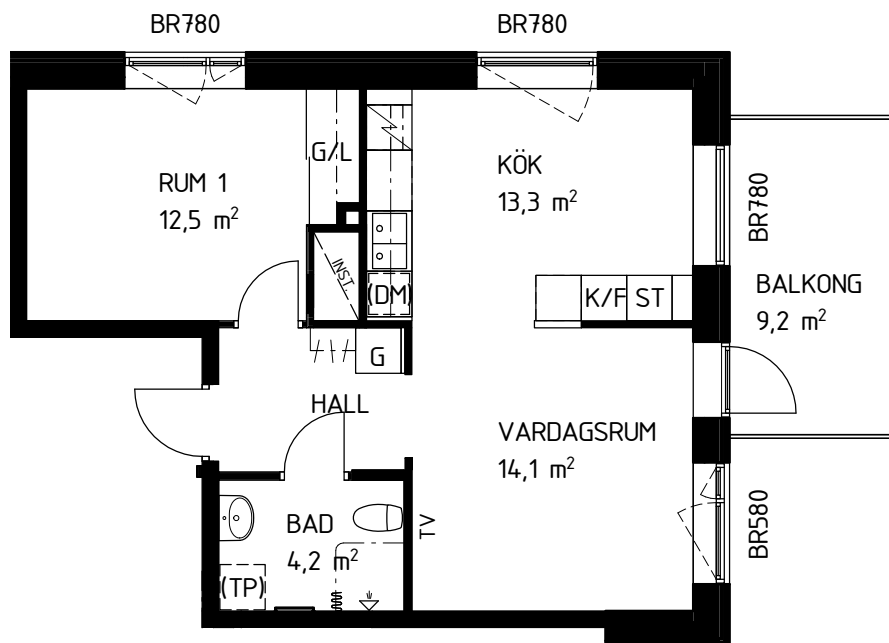 BR780
BR780
G/L
RUM 1
12,5 m²
KÖK
13,3 m²
BR780
INST.
(DM)
K/F
ST
BALKONG
9,2 m²
G
HALL
VARDAGSRUM
14,1 m²
BAD
4,2 m²
TV
BR580
(TP)